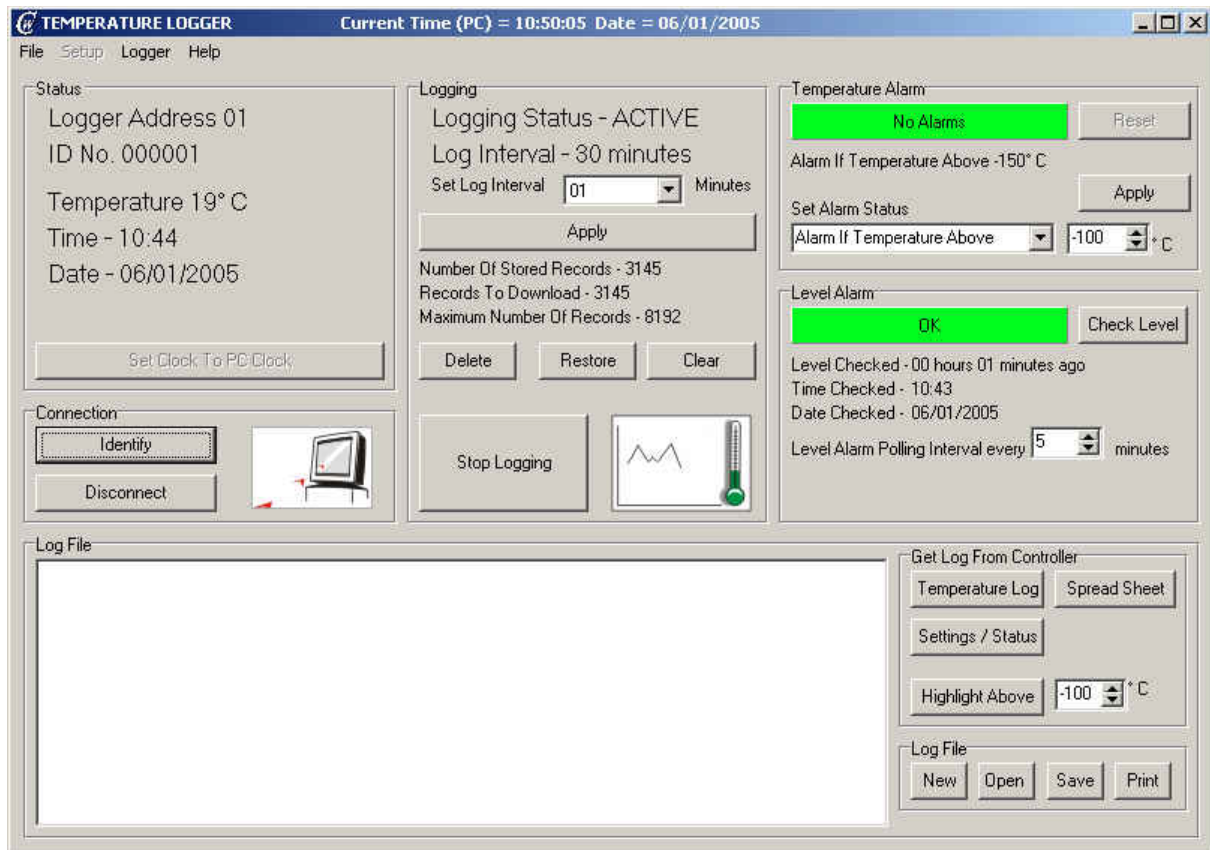 TEMPERATURE LOGGER Current Time (PC) = 10:50:05 Date = 06/01/2005
File Setup Logger Help
Status
Logger Address 01
ID No. 000001
Temperature 19° C
Time - 10:44
Date - 06/01/2005
Set Clock To PC Clock
Connection
Identify
Disconnect
Logging
Logging Status - ACTIVE
Log Interval - 30 minutes
Set Log Interval 01 Minutes
Apply
Number Of Stored Records - 3145
Records To Download - 3145
Maximum Number Of Records - 8192
Delete Restore Clear
Stop Logging
Temperature Alarm
No Alarms Reset
Alarm If Temperature Above -150° C
Apply
Set Alarm Status
Alarm If Temperature Above -100 ° C
Level Alarm
OK Check Level
Level Checked - 00 hours 01 minutes ago
Time Checked - 10:43
Date Checked - 06/01/2005
Level Alarm Polling Interval every 5 minutes
Log File
Get Log From Controller
Temperature Log Spread Sheet
Settings / Status
Highlight Above -100 ° C
Log File
New Open Save Print